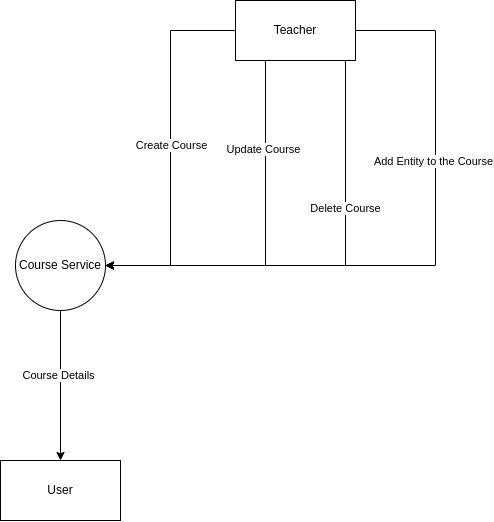 Teacher
Create Course
Update Course
Add Entity to the Course
Delete Course
Course Service
Course Details
User